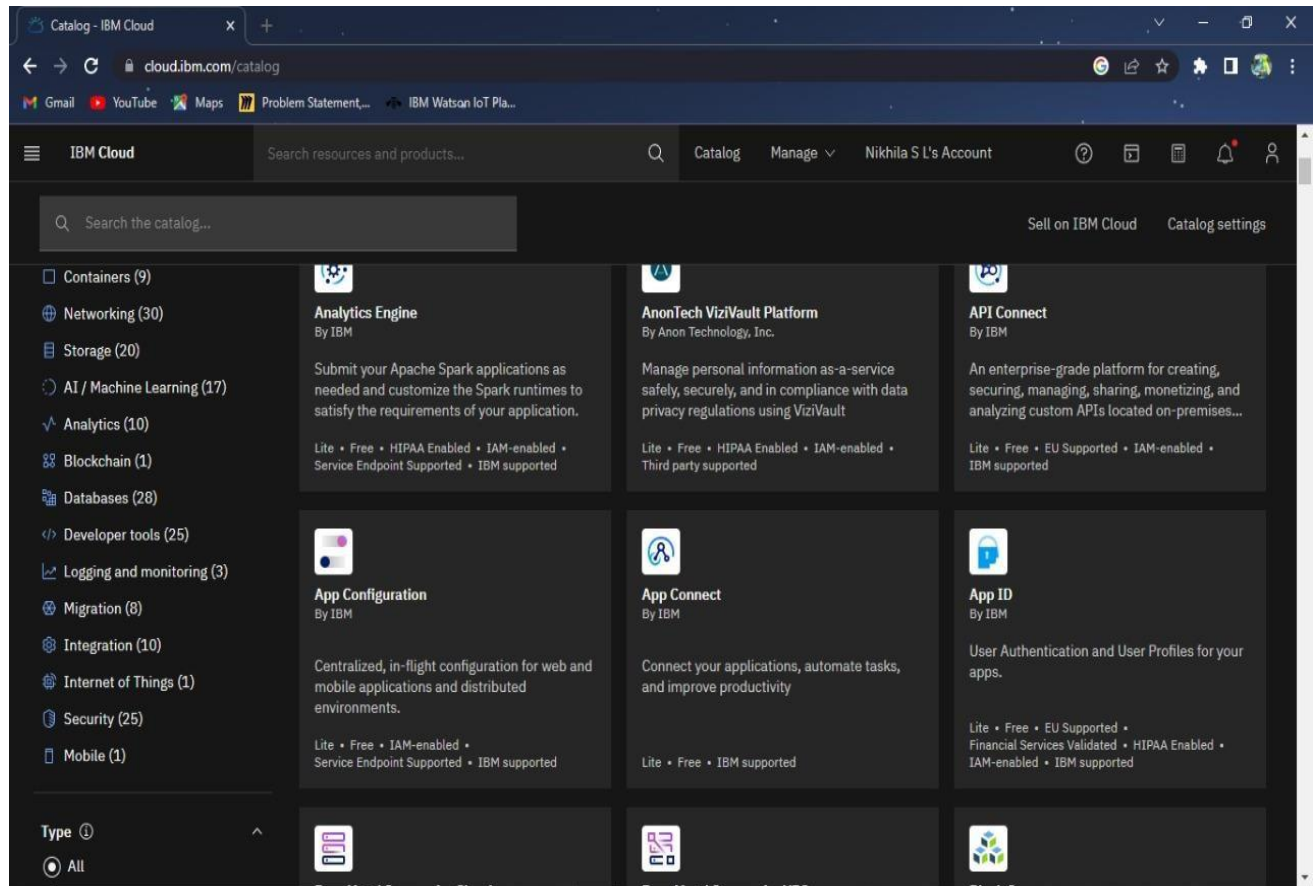 Catalog - IBM Cloud
cloud.ibm.com/catalog
Gmail
YouTube
Maps
Problem Statement,...
IBM Watson IoT Pla...
IBM Cloud
Search resources and products...
Catalog
Manage
Nikhila S L's Account
Search the catalog...
Sell on IBM Cloud
Catalog settings
Containers (9)
Networking (30)
Storage (20)
AI / Machine Learning (17)
Analytics (10)
Blockchain (1)
Databases (28)
Developer tools (25)
Logging and monitoring (3)
Migration (8)
Integration (10)
Internet of Things (1)
Security (25)
Mobile (1)
Type
All
Analytics Engine
By IBM
Submit your Apache Spark applications as
needed and customize the Spark runtimes to
satisfy the requirements of your application.
Lite • Free • HIPAA Enabled • IAM-enabled •
Service Endpoint Supported • IBM supported
AnonTech ViziVault Platform
By Anon Technology, Inc.
Manage personal information as-a-service
safely, securely, and in compliance with data
privacy regulations using ViziVault
Lite • Free • HIPAA Enabled • IAM-enabled •
Third party supported
API Connect
By IBM
An enterprise-grade platform for creating,
securing, managing, sharing, monetizing, and
analyzing custom APIs located on-premises...
Lite • Free • EU Supported • IAM-enabled •
IBM supported
App Configuration
By IBM
Centralized, in-flight configuration for web and
mobile applications and distributed
environments.
Lite • Free • IAM-enabled •
Service Endpoint Supported • IBM supported
App Connect
By IBM
Connect your applications, automate tasks,
and improve productivity
Lite • Free • IBM supported
App ID
By IBM
User Authentication and User Profiles for your
apps.
Lite • Free • EU Supported •
Financial Services Validated • HIPAA Enabled •
IAM-enabled • IBM supported